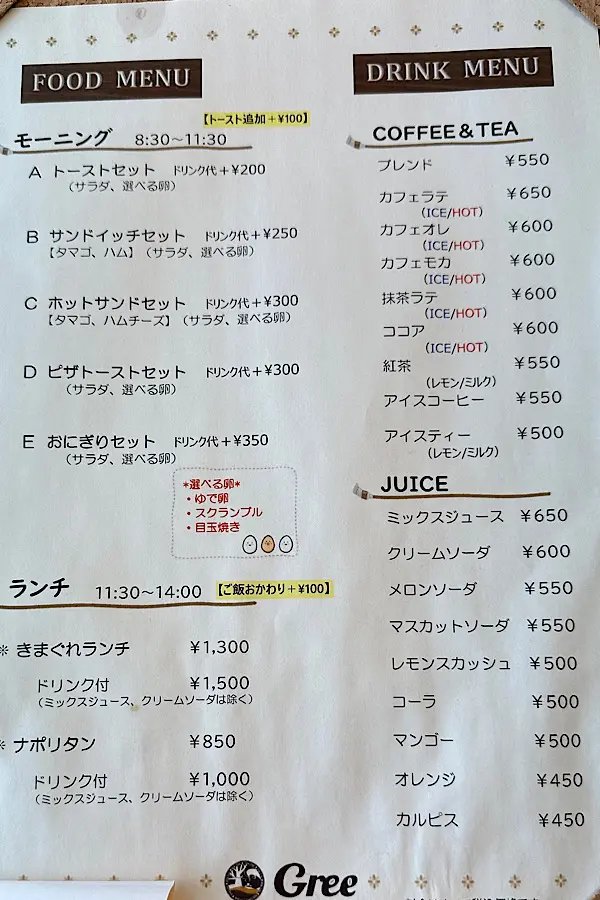 FOOD MENU
【トースト追加+¥100】
モーニング 8:30～11:30
A トーストセット ドリンク代+¥200
（サラダ、選べる卵）
B サンドイッチセット ドリンク代+¥250
【タマゴ、ハム】（サラダ、選べる卵）
C ホットサンドセット ドリンク代+¥300
【タマゴ、ハムチーズ】（サラダ、選べる卵）
D ピザトーストセット ドリンク代+¥300
（サラダ、選べる卵）
E おにぎりセット ドリンク代+¥350
（サラダ、選べる卵）
*選べる卵*
・ゆで卵
・スクランブル
・目玉焼き
ランチ 11:30～14:00 【ご飯おかわり+¥100】
※ きまぐれランチ ¥1,300
ドリンク付 ¥1,500
（ミックスジュース、クリームソーダは除く）
※ ナポリタン ¥850
ドリンク付 ¥1,000
（ミックスジュース、クリームソーダは除く）
DRINK MENU
COFFEE&TEA
ブレンド ¥550
カフェラテ ¥650
（ICE/HOT）
カフェオレ ¥600
（ICE/HOT）
カフェモカ ¥600
（ICE/HOT）
抹茶ラテ ¥600
（ICE/HOT）
ココア ¥600
（ICE/HOT）
紅茶 ¥550
（レモン/ミルク）
アイスコーヒー ¥550
アイスティー ¥500
（レモン/ミルク）
JUICE
ミックスジュース ¥650
クリームソーダ ¥600
メロンソーダ ¥550
マスカットソーダ ¥550
レモンスカッシュ ¥500
コーラ ¥500
マンゴー ¥500
オレンジ ¥450
カルピス ¥450
Gree